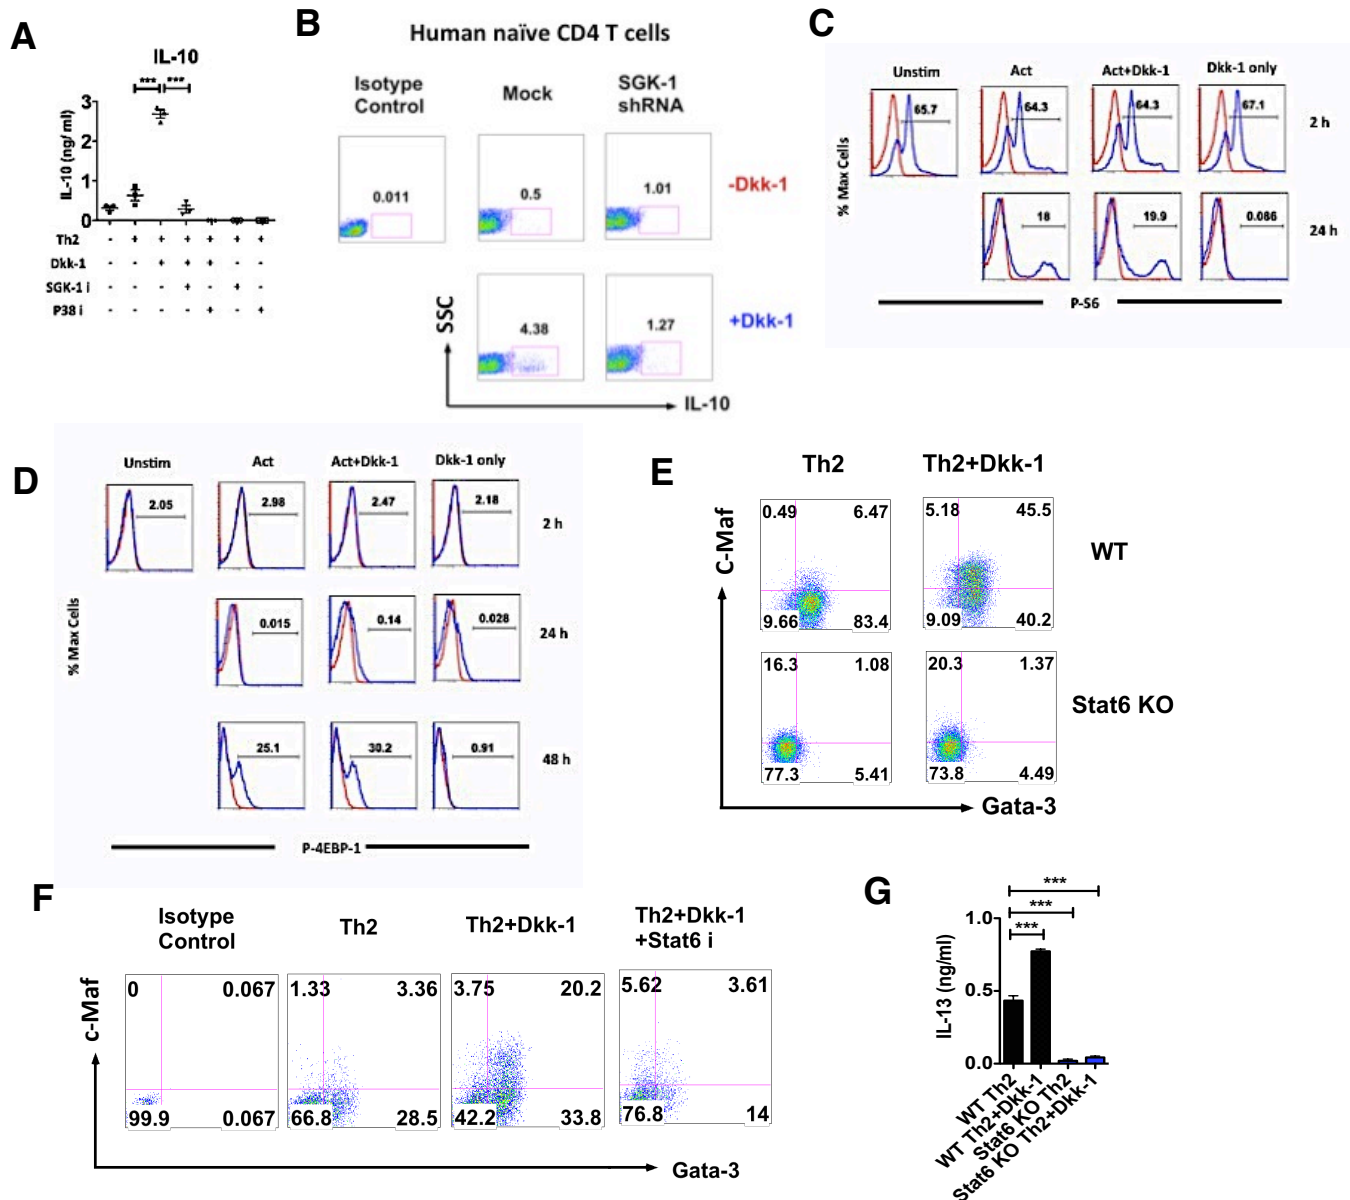 A
IL-10
*** ***
IL-10 (ng/ ml)
3
2
1
0
Th2 - + + + + + +
Dkk-1 - - + + + - -
SGK-1 i - - - + - + -
P38 i - - - - + - +
B
Human naïve CD4 T cells
Isotype Control
Mock
SGK-1 shRNA
0.011
0.5
1.01
-Dkk-1
4.38
1.27
+Dkk-1
SSC
IL-10
C
Unstim Act Act+Dkk-1 Dkk-1 only
65.7 64.3 64.3 67.1 2 h
18 19.9 0.086 24 h
% Max Cells
P-S6
D
Unstim Act Act+Dkk-1 Dkk-1 only
2.05 2.98 2.47 2.18 2 h
0.015 0.14 0.028 24 h
25.1 30.2 0.91 48 h
% Max Cells
P-4EBP-1
E
Th2 Th2+Dkk-1
0.49 6.47 5.18 45.5
WT
9.66 83.4 9.09 40.2
16.3 1.08 20.3 1.37
Stat6 KO
77.3 5.41 73.8 4.49
C-Maf
Gata-3
F
Isotype Control
Th2
Th2+Dkk-1
Th2+Dkk-1
+Stat6 i
0 0.067 1.33 3.36 3.75 20.2 5.62 3.61
99.9 0.067 66.8 28.5 42.2 33.8 76.8 14
c-Maf
Gata-3
G
***
***
***
IL-13 (ng/ml)
1.0
0.5
0.0
WT Th2
WT Th2+Dkk-1
Stat6 KO Th2
Stat6 KO Th2+Dkk-1